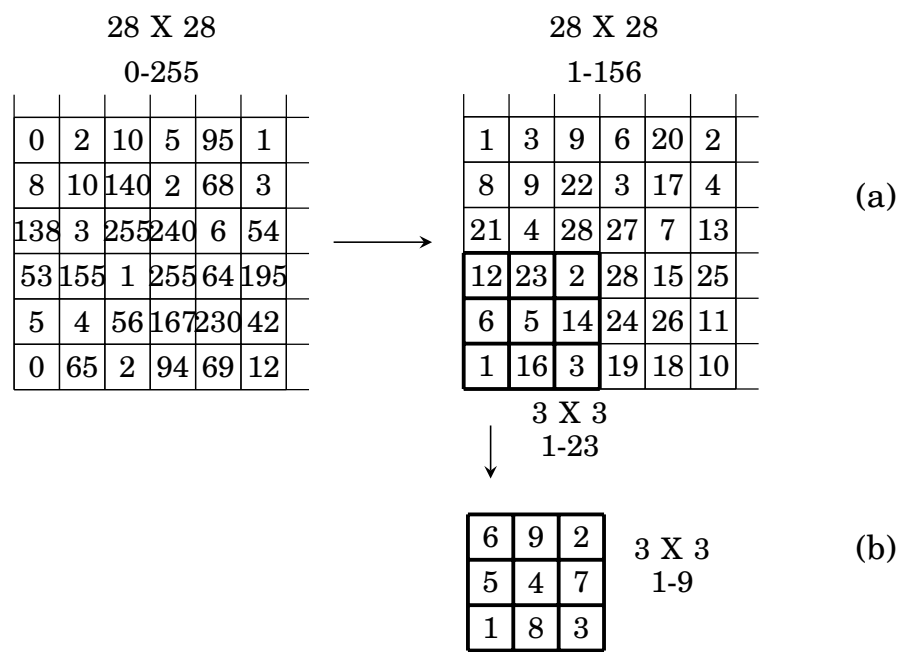 28 X 28
0-255
0 2 10 5 95 1
8 10 140 2 68 3
138 3 255 240 6 54
53 155 1 255 64 195
5 4 56 167 230 42
0 65 2 94 69 12
28 X 28
1-156
1 3 9 6 20 2
8 9 22 3 17 4
21 4 28 27 7 13
12 23 2 28 15 25
6 5 14 24 26 11
1 16 3 19 18 10
(a)
3 X 3
1-23
6 9 2
5 4 7
1 8 3
3 X 3
1-9
(b)